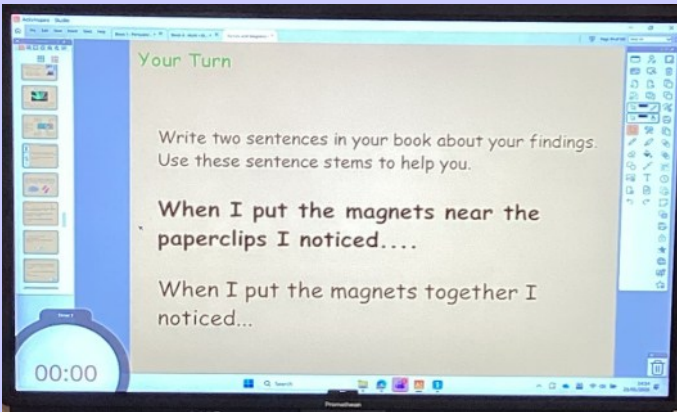 Your Turn
Write two sentences in your book about your findings.
Use these sentence stems to help you.
When I put the magnets near the
paperclips I noticed....
When I put the magnets together I
noticed...
00:00
Search
Promethean